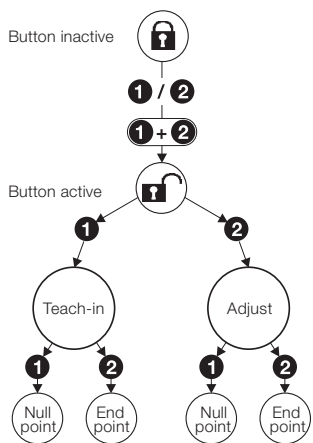 Button inactive
1 / 2
1 + 2
Button active
1 2
Teach-in Adjust
1 2 1 2
Null point End point Null point End point